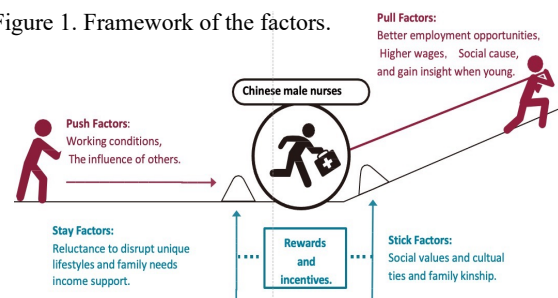 Figure 1. Framework of the factors.
Pull Factors:
Better employment opportunities,
Higher wages, Social cause,
and gain insight when young.
Chinese male nurses
Push Factors:
Working conditions,
The influence of others.
Stay Factors:
Reluctance to disrupt unique
lifestyles and family needs
income support.
Rewards
and
incentives.
Stick Factors:
Social values and cultual
ties and family kinship.